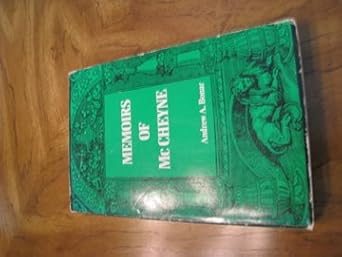 MEMOIRS
OF
Mc CHEYNE
Andrew A. Bonar